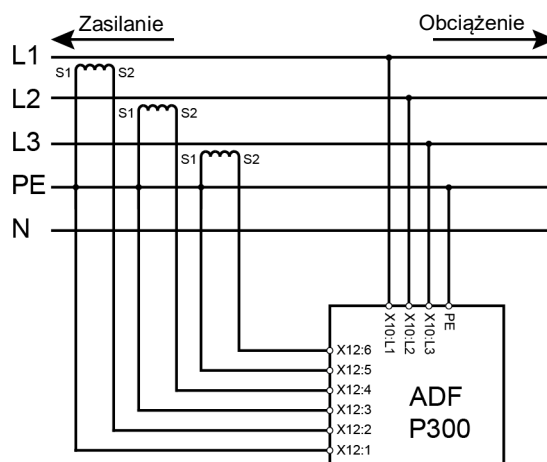 Zasilanie
Obciążenie
L1
S1 S2
L2
S1 S2
L3
S1 S2
PE
N
X10:L1
X10:L2
X10:L3
PE
X12:6
X12:5
X12:4
X12:3
X12:2
X12:1
ADF
P300